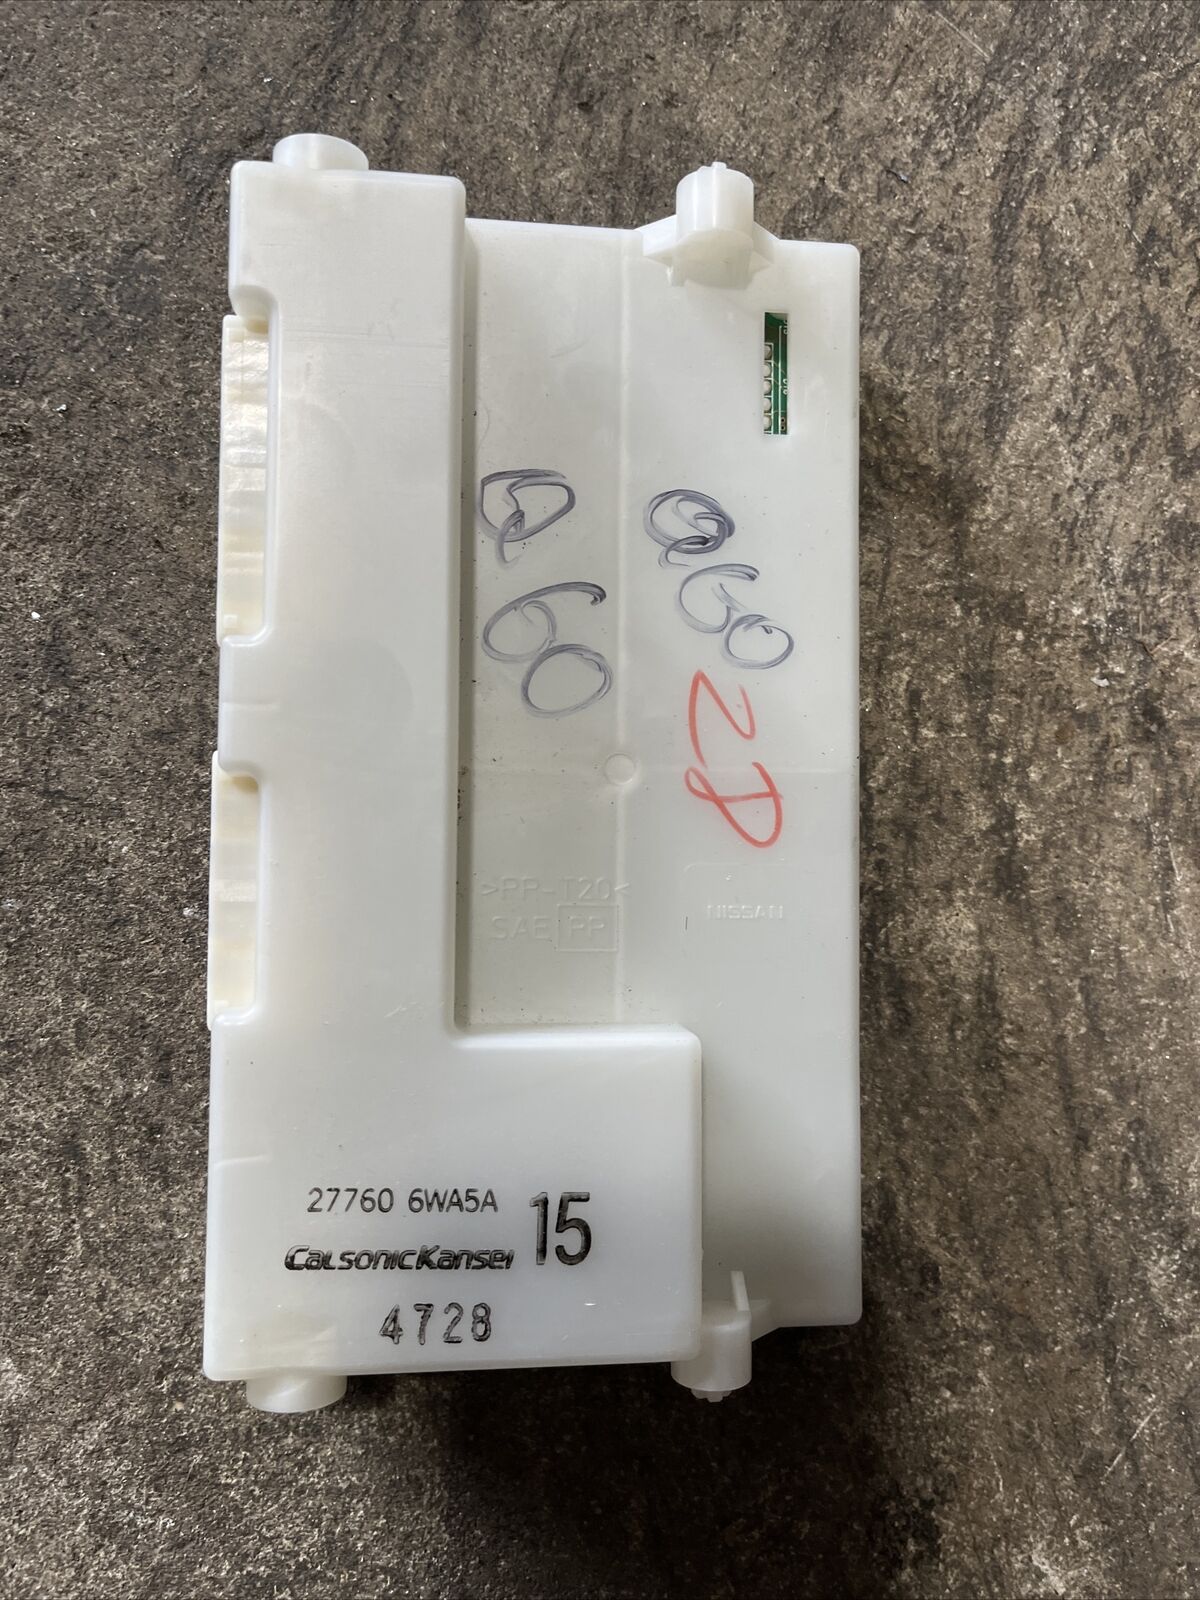 Q60
Q60
2D
>PP-T20<
SAE PP
NISSAN
27760 6WA5A
15
CalsonicKansei
4728